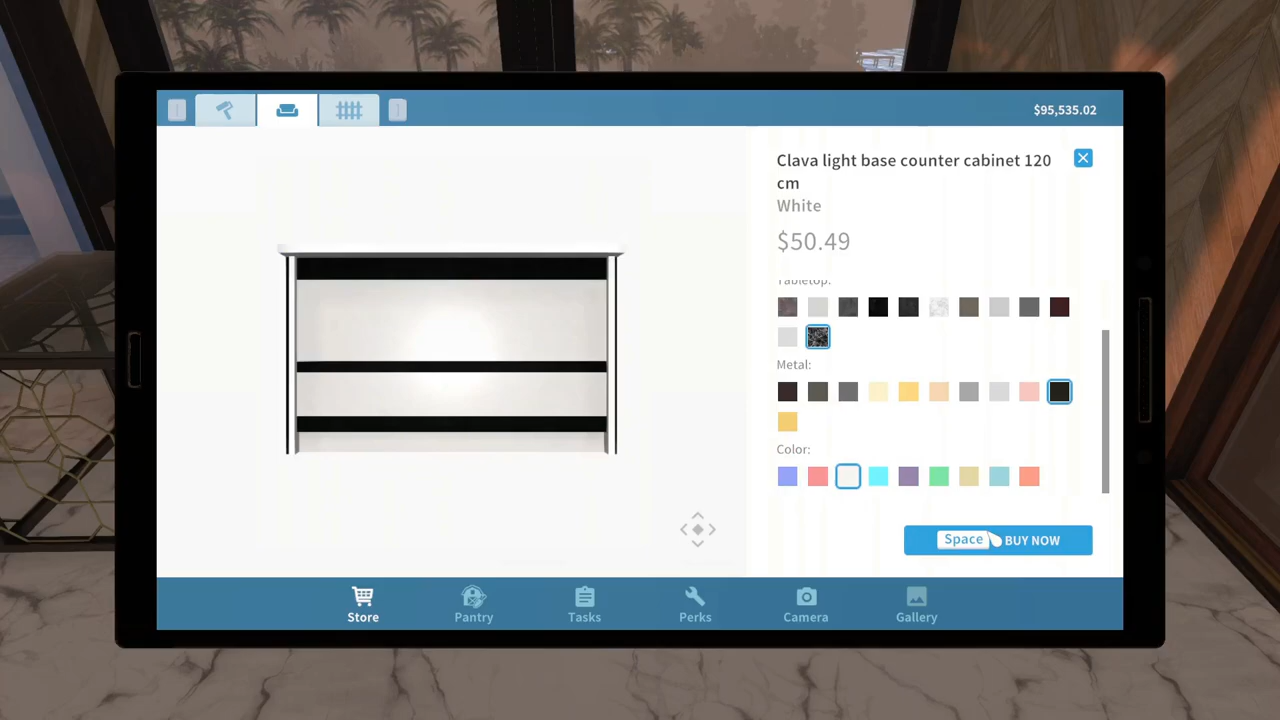 $95,535.02
Clava light base counter cabinet 120
cm
White
$50.49
Tabletop:
Metal:
Color:
Space BUY NOW
Store Pantry Tasks Perks Camera Gallery